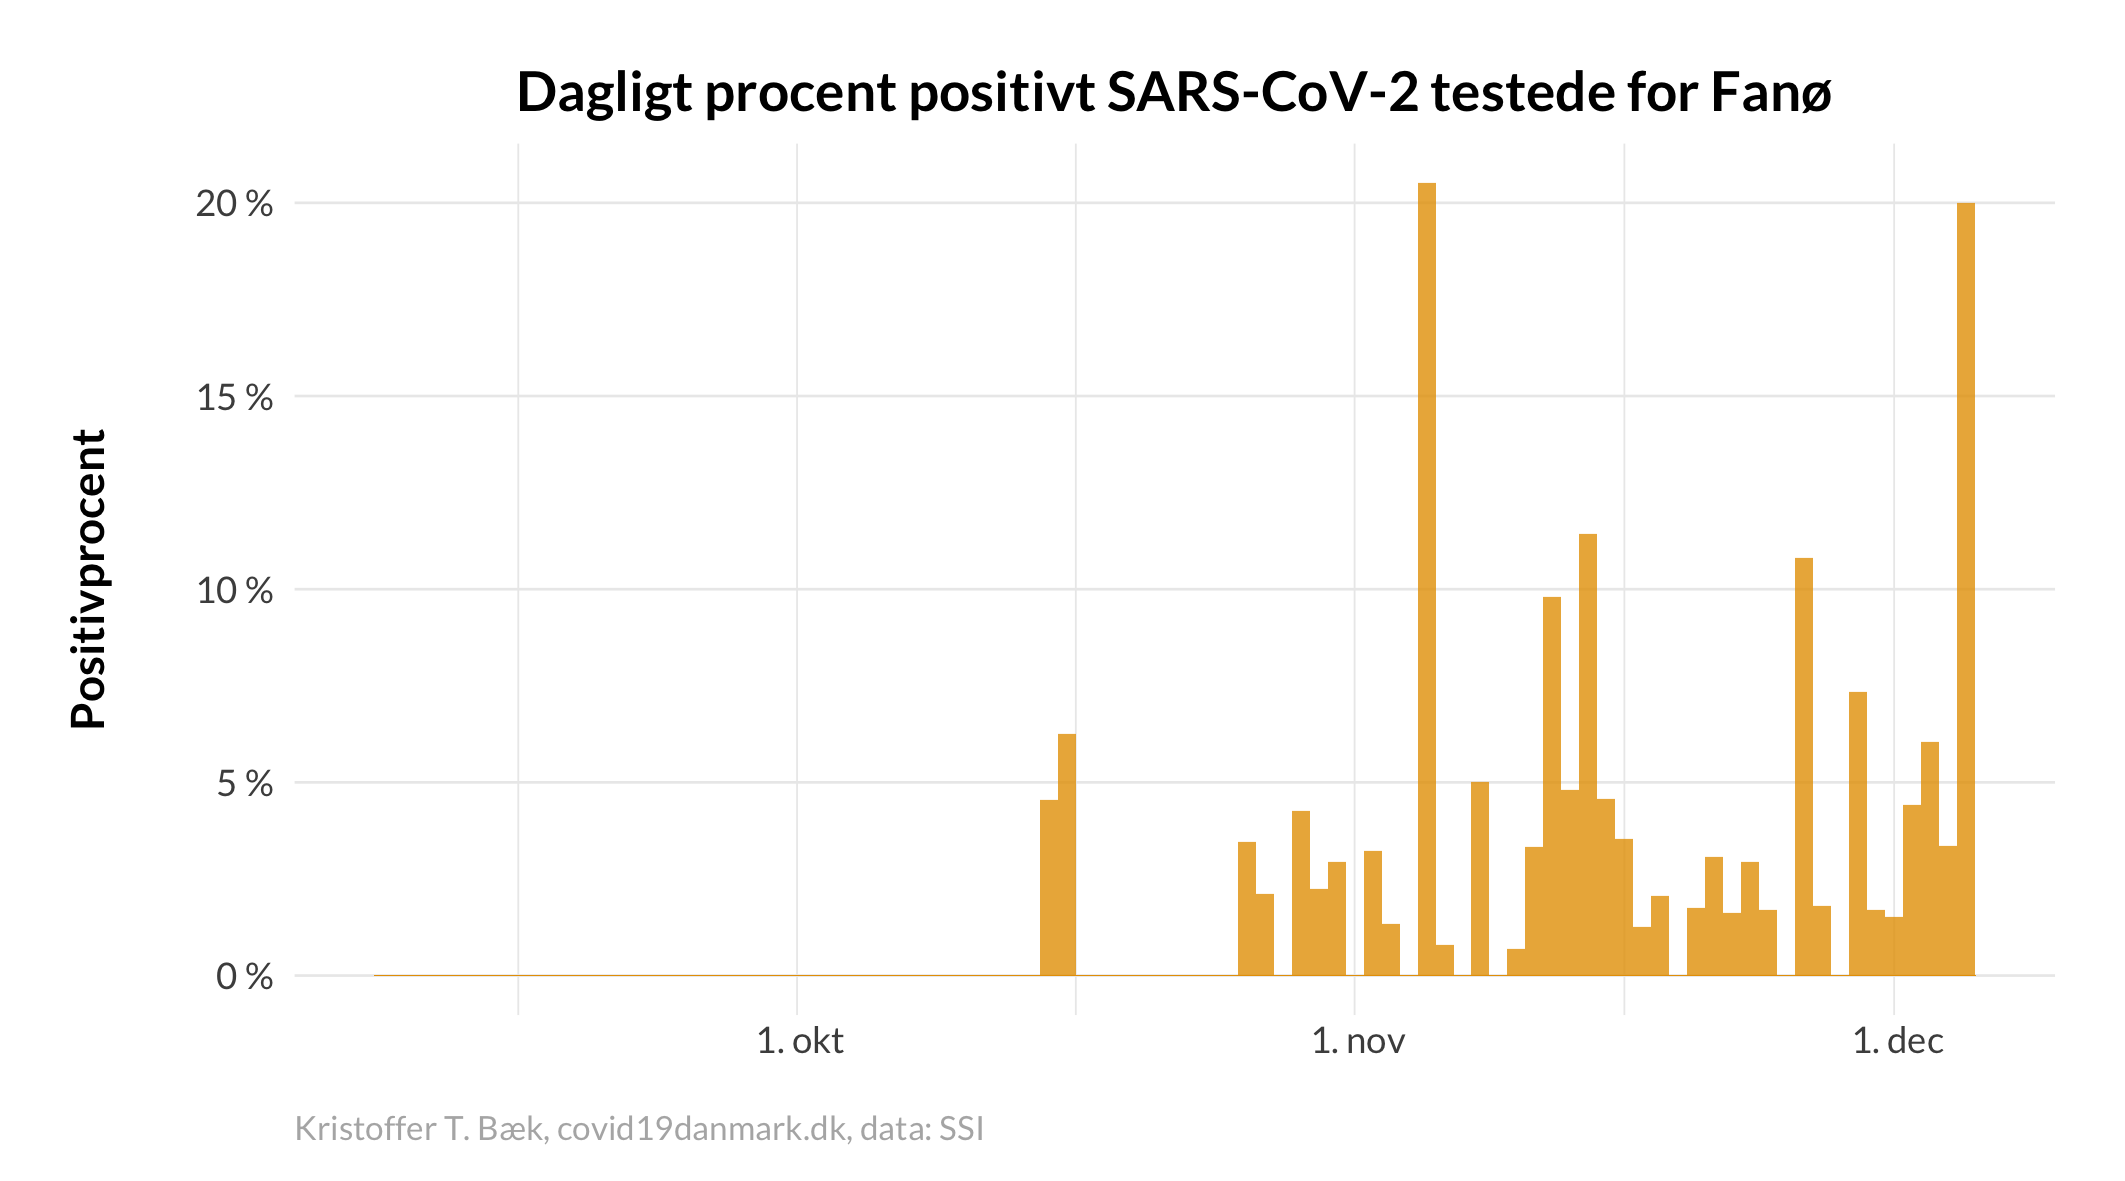 Dagligt procent positivt SARS-CoV-2 testede for Fanø
Positivprocent
20 %
15 %
10 %
5 %
0 %
1. okt
1. nov
1. dec
Kristoffer T. Bæk, covid19danmark.dk, data: SSI